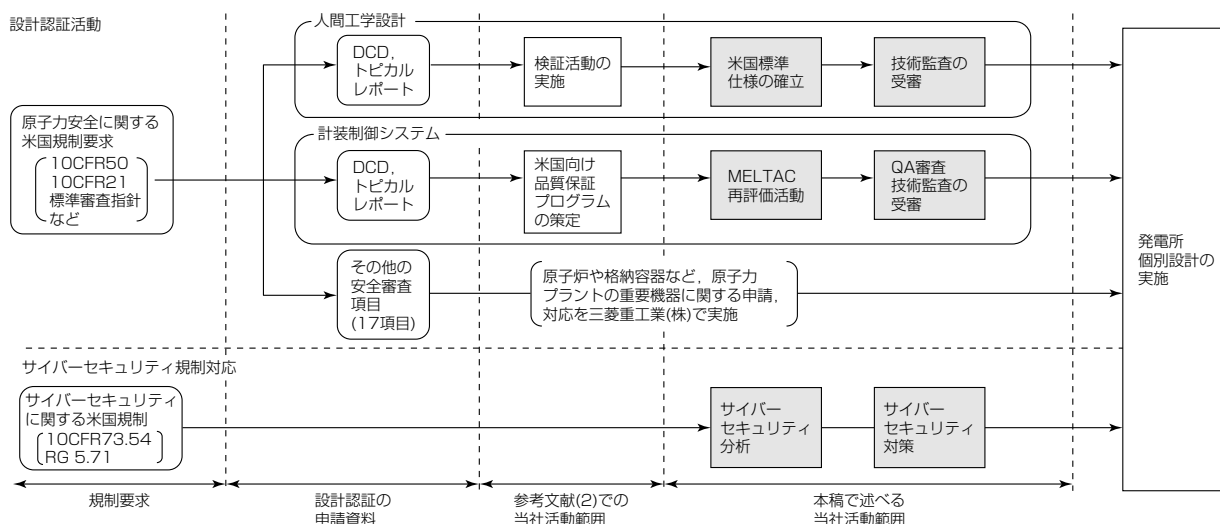 設計認証活動
人間工学設計
DCD,
トピカル
レポート
検証活動の
実施
米国標準
仕様の確立
技術監査の
受審
原子力安全に関する
米国規制要求
10CFR50
10CFR21
標準審査指針
など
計装制御システム
DCD,
トピカル
レポート
米国向け
品質保証
プログラム
の策定
MELTAC
再評価活動
QA審査
技術監査の
受審
その他の
安全審査
項目
(17項目)
原子炉や格納容器など,原子力
プラントの重要機器に関する申請,
対応を三菱重工業(株)で実施
発電所
個別設計の
実施
サイバーセキュリティ規制対応
サイバーセキュリティ
に関する米国規制
10CFR73.54
RG 5.71
サイバー
セキュリティ
分析
サイバー
セキュリティ
対策
規制要求
設計認証の
申請資料
参考文献(2)での
当社活動範囲
本稿で述べる
当社活動範囲